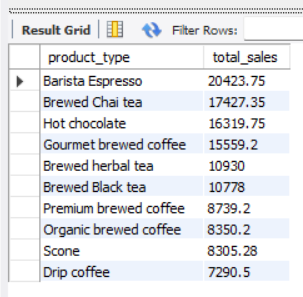 Result Grid Filter Rows:
product_type total_sales
Barista Espresso 20423.75
Brewed Chai tea 17427.35
Hot chocolate 16319.75
Gourmet brewed coffee 15559.2
Brewed herbal tea 10930
Brewed Black tea 10778
Premium brewed coffee 8739.2
Organic brewed coffee 8350.2
Scone 8305.28
Drip coffee 7290.5